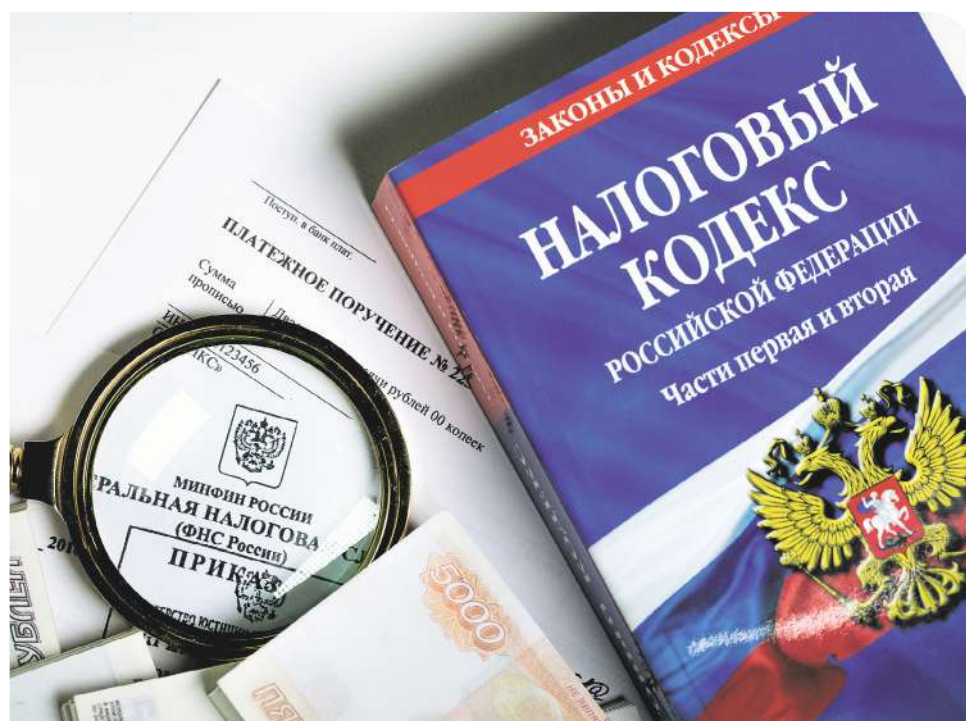 ЗАКОНЫ И КОДЕКСЫ
НАЛОГОВЫЙ
КОДЕКС
РОССИЙСКОЙ ФЕДЕРАЦИИ
Части первая и вторая
Поступ. в банк плат.
ПЛАТЕЖНОЕ ПОРУЧЕНИЕ №
Сумма
прописью
рублей 00 копеек
123456
МИНФИН РОССИИ
РАЛЬНАЯ НАЛОГОВА
(ФНС России)
ПРИКАЗ
5000